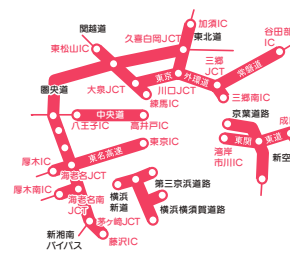 加須IC
関越道
久喜白岡JCT
東北道
谷田部
IC
東松山IC
三郷
JCT
常磐道
東京
外環道
大泉JCT
川口JCT
圏央道
練馬IC
三郷南IC
中央道
京葉道路
八王子IC
高井戸IC
成
東関
東道
東京IC
湾岸
市川IC
新空
東名高速
厚木IC
海老名JCT
第三京浜道路
厚木南IC
海老名南
JCT
横浜
新道
横浜横須賀道路
茅ヶ崎JCT
新湘南
バイパス
藤沢IC